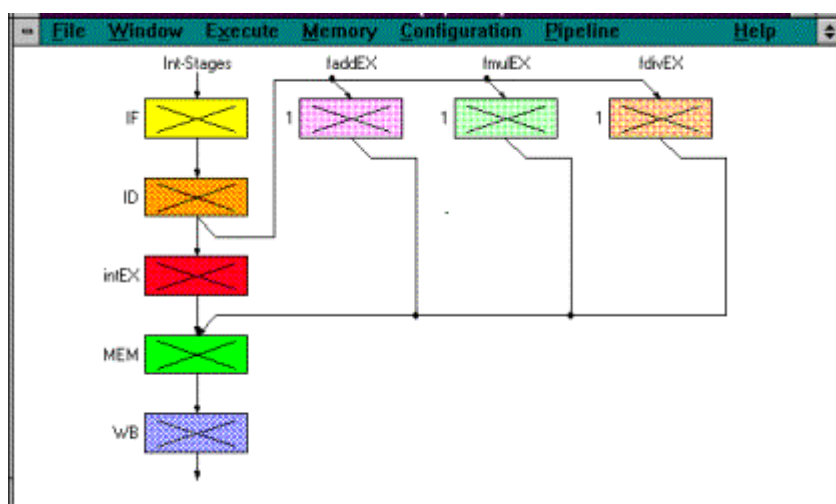 File Window Execute Memory Configuration Pipeline Help
Int-Stages faddEX fmulEX fdivEX
IF 1 1 1
ID
intEX
MEM
WB